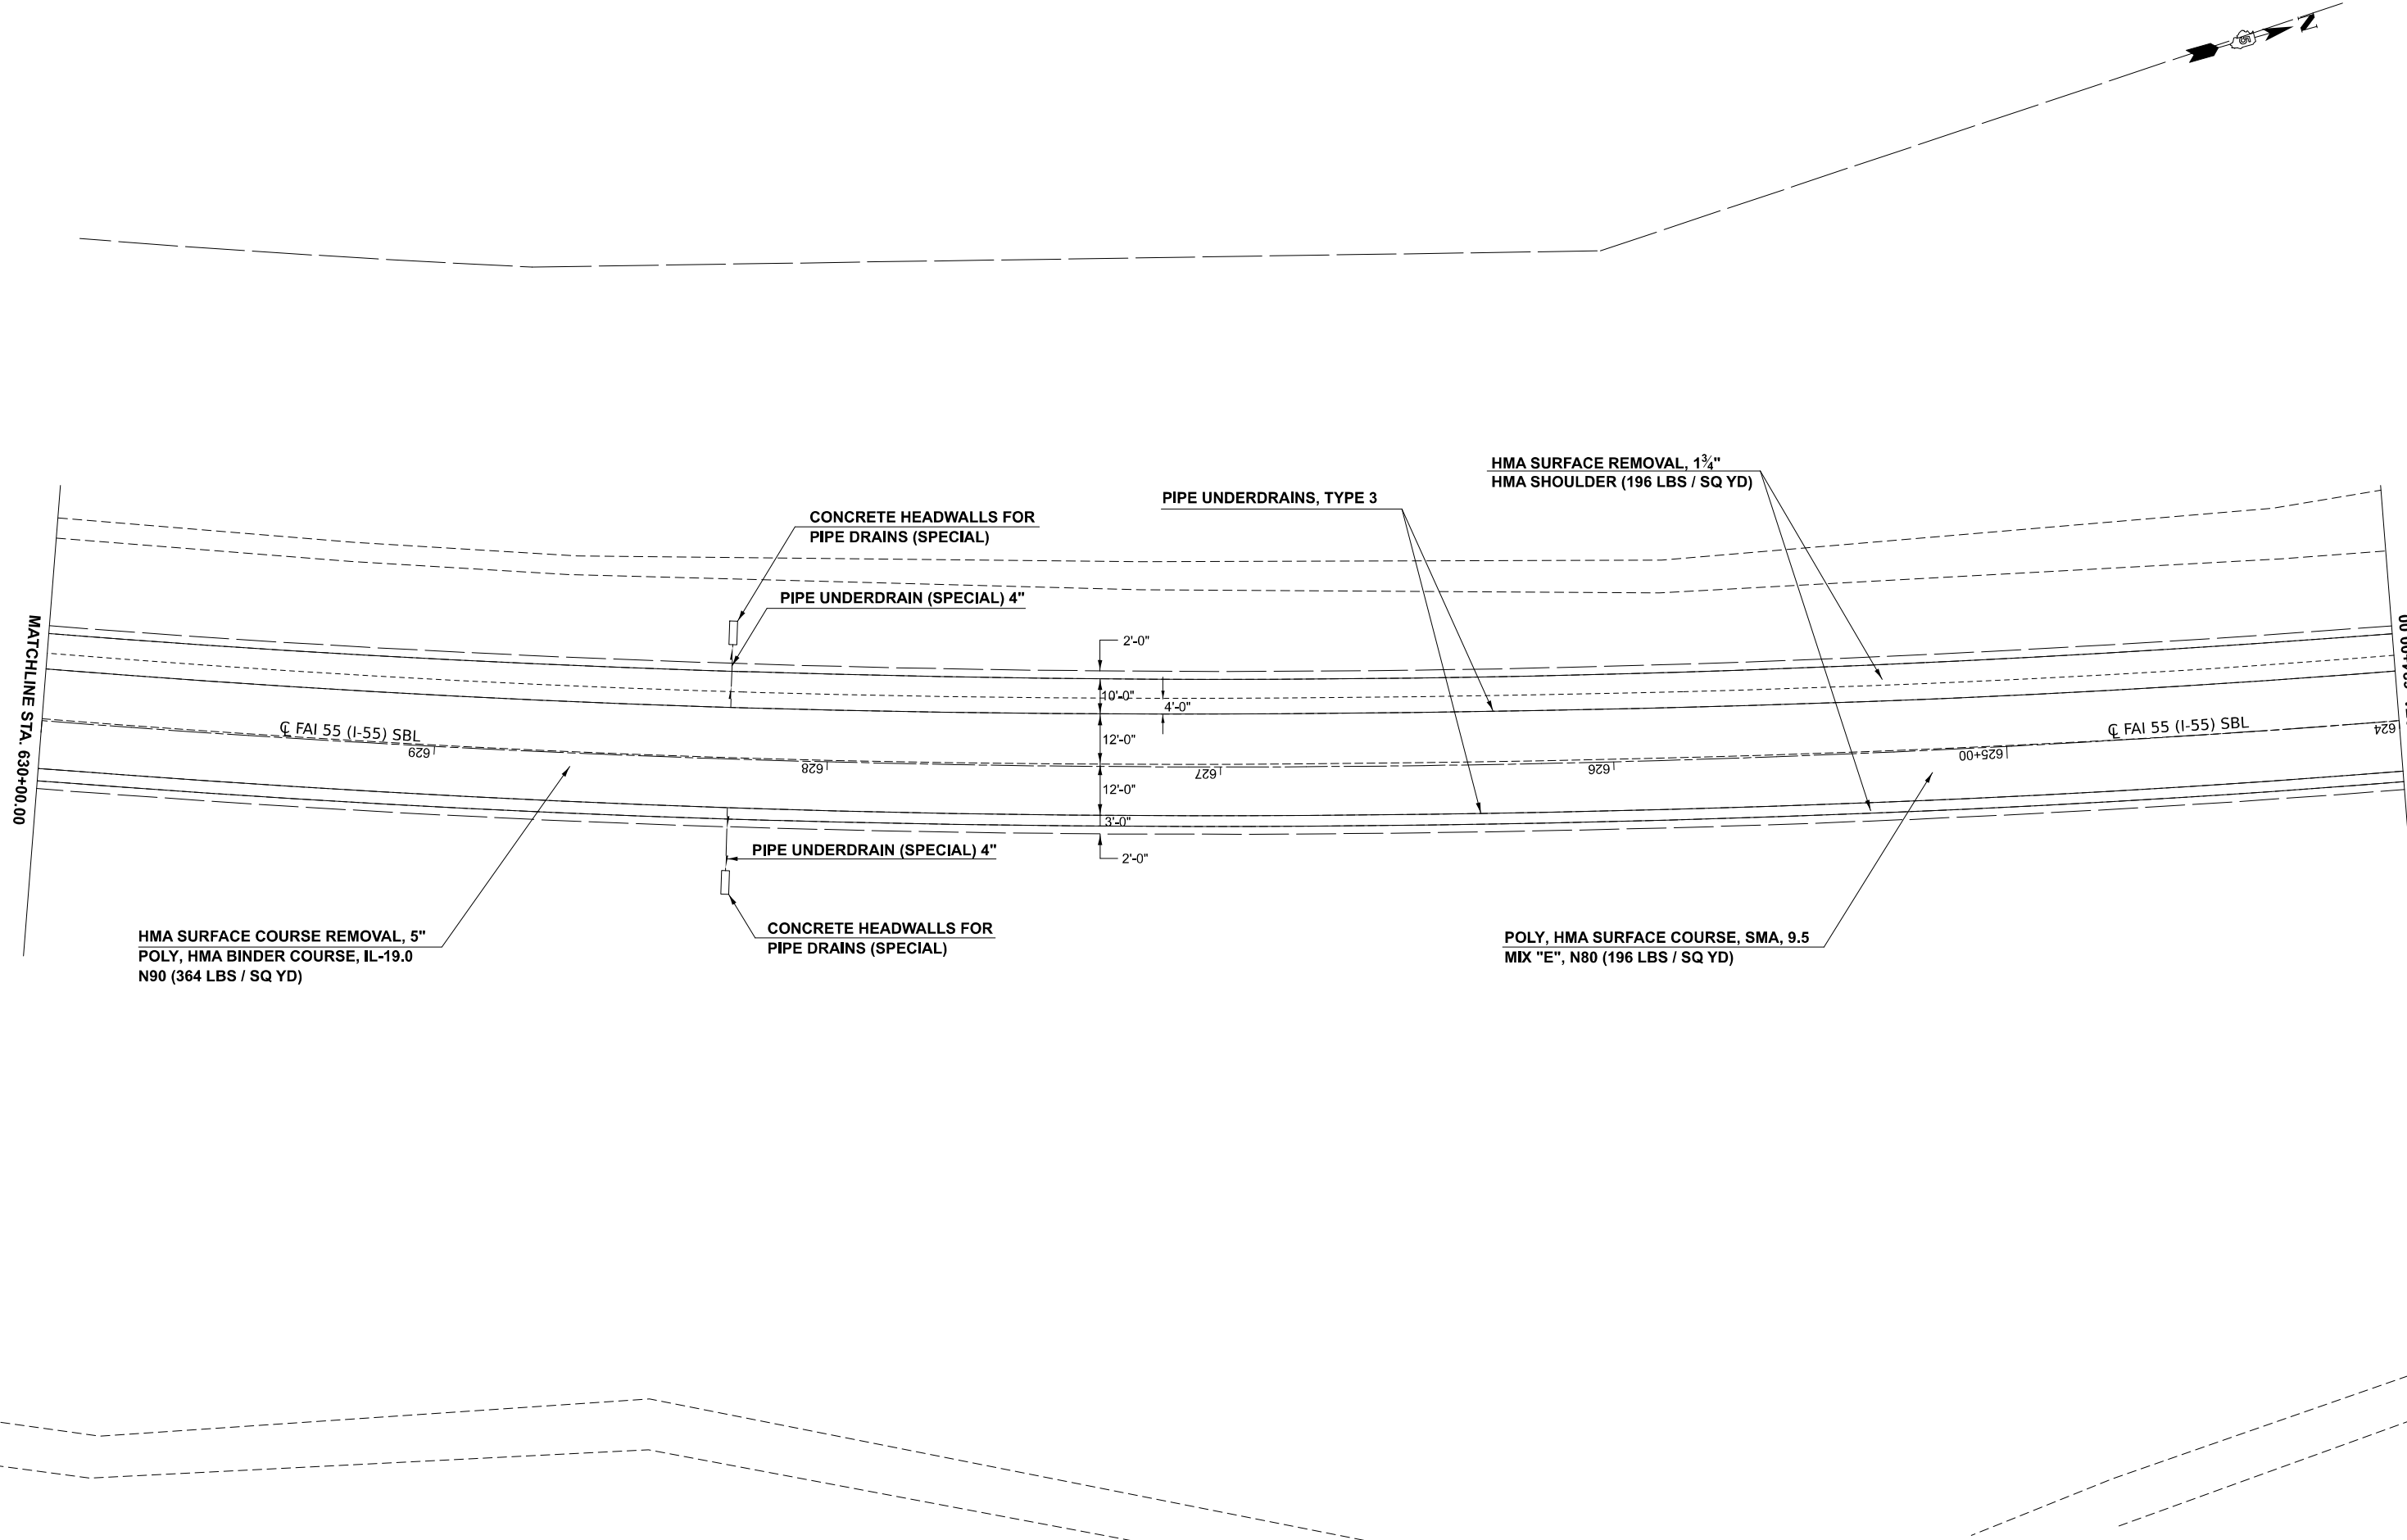 N
HMA SURFACE REMOVAL, 1¾"
HMA SHOULDER (196 LBS / SQ YD)
PIPE UNDERDRAINS, TYPE 3
CONCRETE HEADWALLS FOR
PIPE DRAINS (SPECIAL)
PIPE UNDERDRAIN (SPECIAL) 4"
2'-0"
10'-0"
4'-0"
12'-0"
12'-0"
3'-0"
2'-0"
MATCHLINE STA. 630+00.00
℄ FAI 55 (I-55) SBL
629
628
627
626
625+00
℄ FAI 55 (I-55) SBL
624
PIPE UNDERDRAIN (SPECIAL) 4"
CONCRETE HEADWALLS FOR
PIPE DRAINS (SPECIAL)
HMA SURFACE COURSE REMOVAL, 5"
POLY, HMA BINDER COURSE, IL-19.0
N90 (364 LBS / SQ YD)
POLY, HMA SURFACE COURSE, SMA, 9.5
MIX "E", N80 (196 LBS / SQ YD)